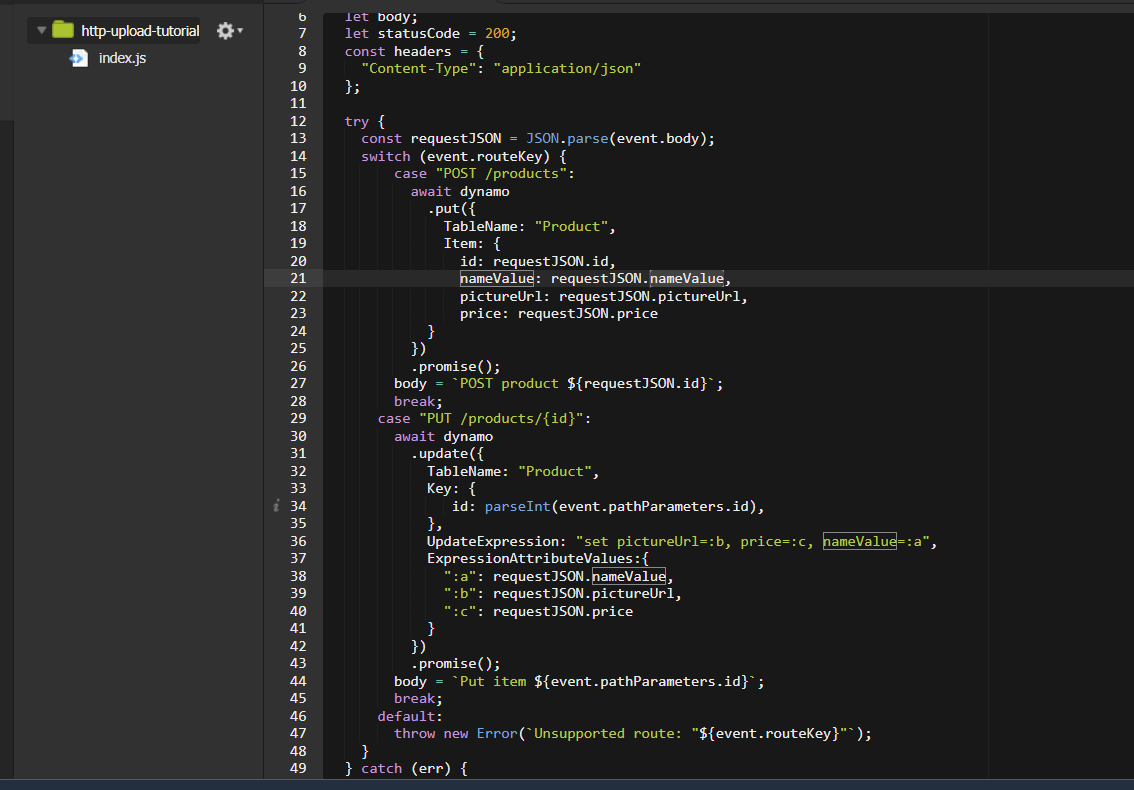 http-upload-tutorial
index.js
6 let body;
7 let statusCode = 200;
8 const headers = {
9 "Content-Type": "application/json"
10 };
11
12 try {
13 const requestJSON = JSON.parse(event.body);
14 switch (event.routeKey) {
15 case "POST /products":
16 await dynamo
17 .put({
18 TableName: "Product",
19 Item: {
20 id: requestJSON.id,
21 nameValue: requestJSON.nameValue,
22 pictureUrl: requestJSON.pictureUrl,
23 price: requestJSON.price
24 }
25 })
26 .promise();
27 body = `POST product ${requestJSON.id}`;
28 break;
29 case "PUT /products/{id}":
30 await dynamo
31 .update({
32 TableName: "Product",
33 Key: {
i 34 id: parseInt(event.pathParameters.id),
35 },
36 UpdateExpression: "set pictureUrl=:b, price=:c, nameValue=:a",
37 ExpressionAttributeValues:{
38 ":a": requestJSON.nameValue,
39 ":b": requestJSON.pictureUrl,
40 ":c": requestJSON.price
41 }
42 })
43 .promise();
44 body = `Put item ${event.pathParameters.id}`;
45 break;
46 default:
47 throw new Error(`Unsupported route: "${event.routeKey}"`);
48 }
49 } catch (err) {